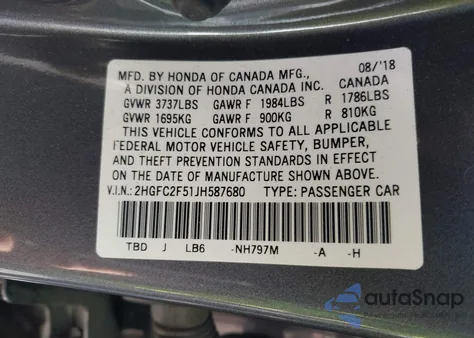 MFD. BY HONDA OF CANADA MFG., 08/'18
A DIVISION OF HONDA CANADA INC. CANADA
GVWR 3737LBS GAWR F 1984LBS R 1786LBS
GVWR 1695KG GAWR F 900KG R 810KG
THIS VEHICLE CONFORMS TO ALL APPLICABLE
FEDERAL MOTOR VEHICLE SAFETY, BUMPER,
AND THEFT PREVENTION STANDARDS IN EFFECT
ON THE DATE OF MANUFACTURE SHOWN ABOVE.
V.I.N.: 2HGFC2F51JH587680 TYPE: PASSENGER CAR
TBD J LB6 -NH797M -A -H
autoSnap